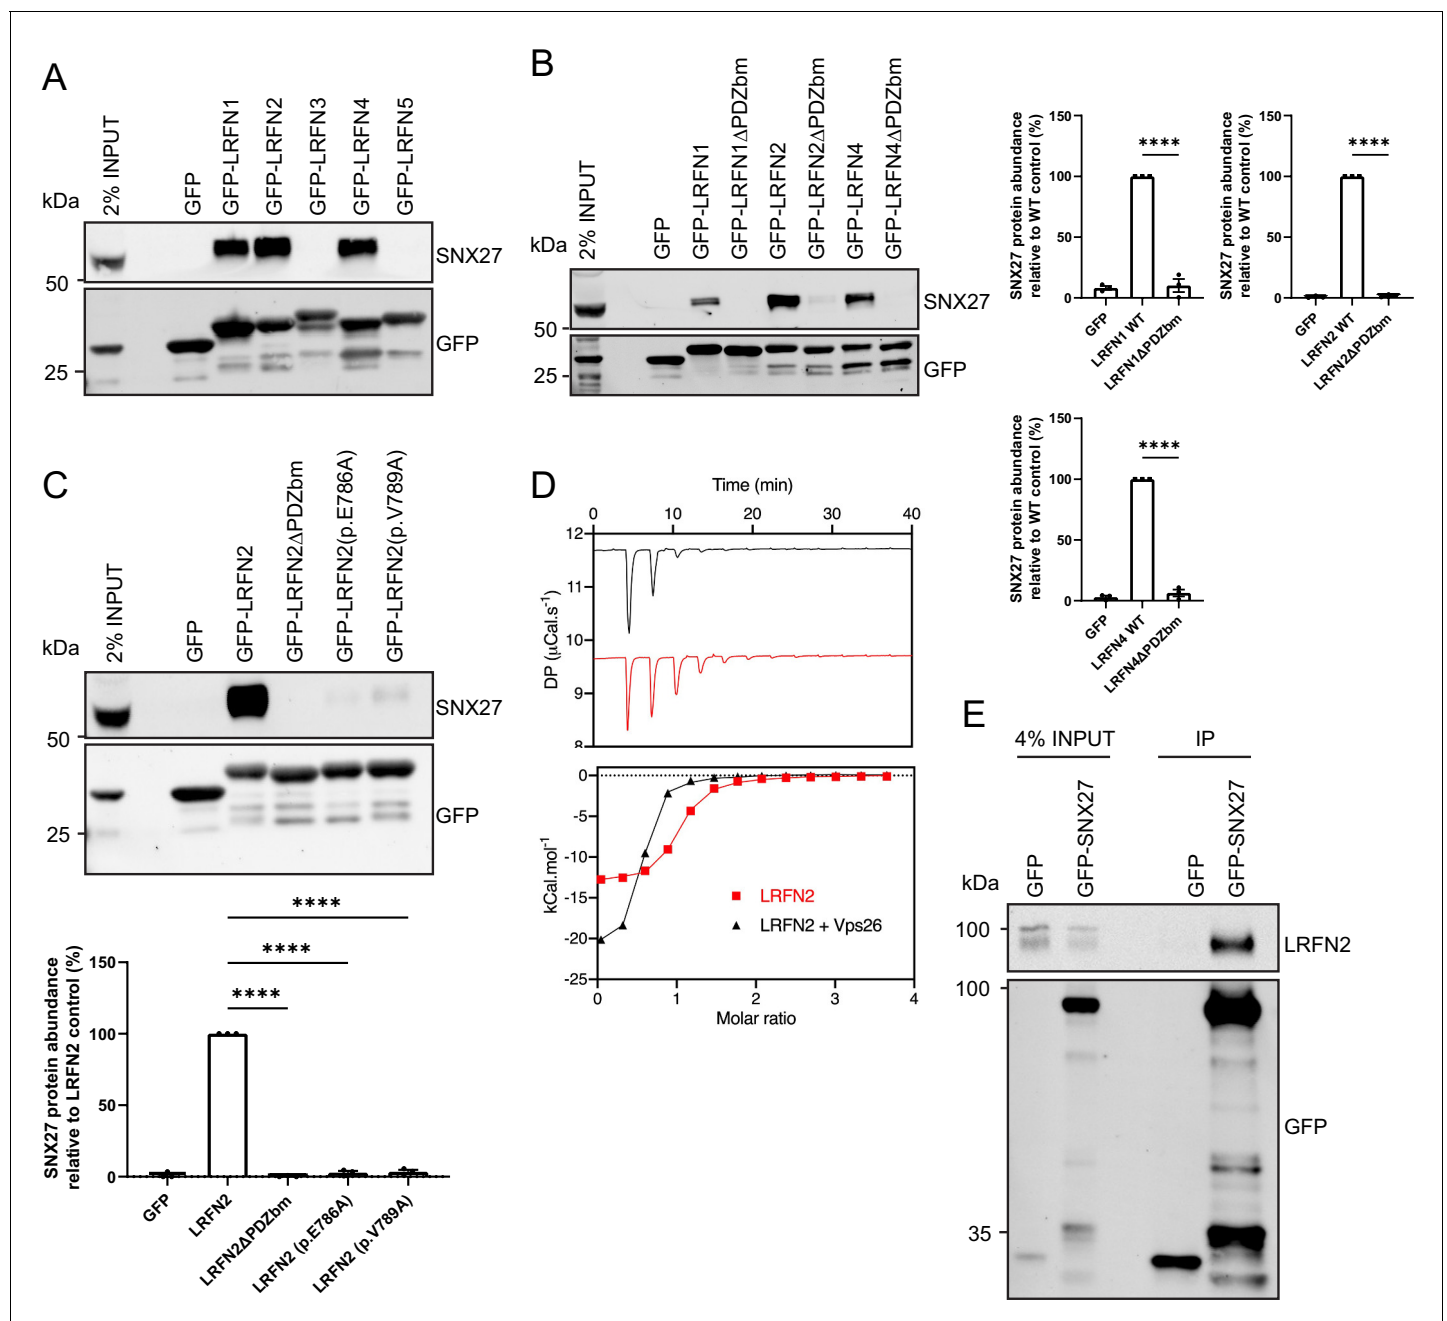 A
2% INPUT
GFP
GFP-LRFN1
GFP-LRFN2
GFP-LRFN3
GFP-LRFN4
GFP-LRFN5
kDa
50
25
SNX27
GFP
B
2% INPUT
GFP
GFP-LRFN1
GFP-LRFN1ΔPDZbm
GFP-LRFN2
GFP-LRFN2ΔPDZbm
GFP-LRFN4
GFP-LRFN4ΔPDZbm
kDa
50
25
SNX27
GFP
SNX27 protein abundance
relative to WT control (%)
150
100
50
0
****
GFP
LRFN1 WT
LRFN1ΔPDZbm
SNX27 protein abundance
relative to WT control (%)
150
100
50
0
****
GFP
LRFN2 WT
LRFN2ΔPDZbm
SNX27 protein abundance
relative to WT control (%)
150
100
50
0
****
GFP
LRFN4 WT
LRFN4ΔPDZbm
C
2% INPUT
GFP
GFP-LRFN2
GFP-LRFN2ΔPDZbm
GFP-LRFN2(p.E786A)
GFP-LRFN2(p.V789A)
kDa
50
25
SNX27
GFP
SNX27 protein abundance
relative to LRFN2 control (%)
150
100
50
0
****
****
****
GFP
LRFN2
LRFN2ΔPDZbm
LRFN2 (p.E786A)
LRFN2 (p.V789A)
D
Time (min)
0 10 20 30 40
DP (μCal.s⁻¹)
12
11
10
9
8
kCal.mol⁻¹
0
-5
-10
-15
-20
-25
LRFN2
LRFN2 + Vps26
0 1 2 3 4
Molar ratio
E
4% INPUT IP
GFP
GFP-SNX27
GFP
GFP-SNX27
kDa
100
LRFN2
100
35
GFP